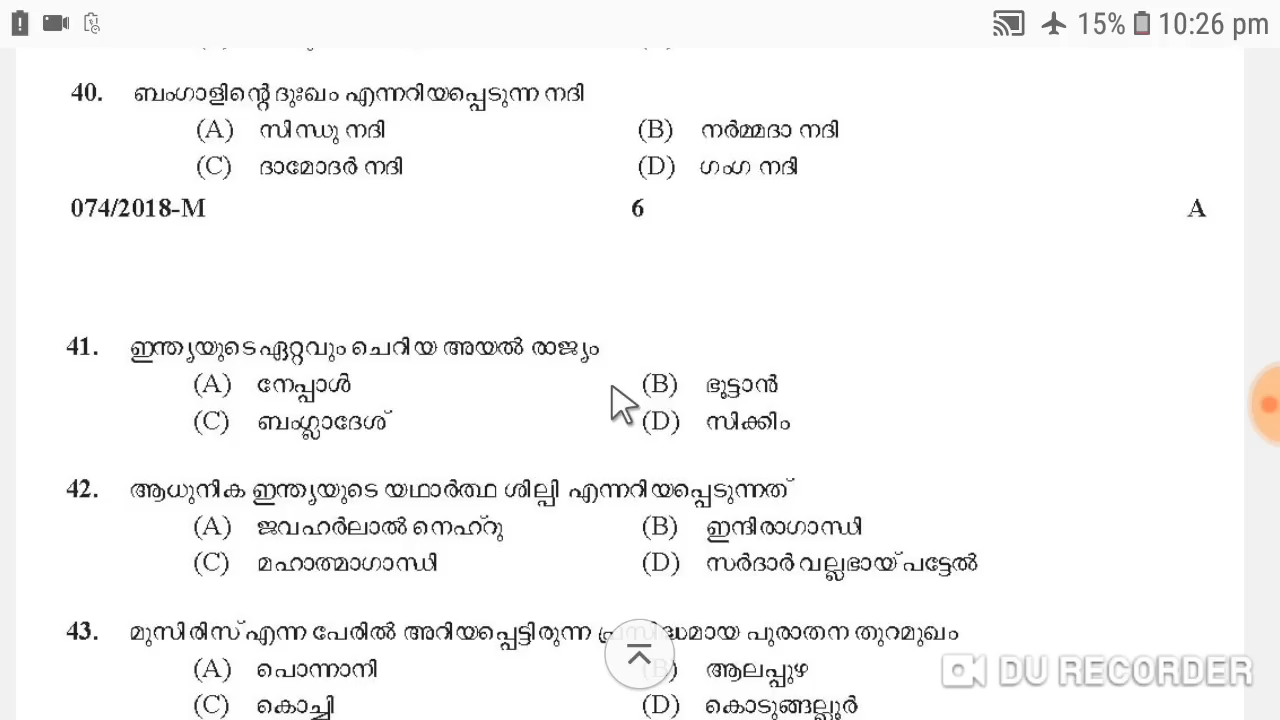 15% 10:26 pm
40. ബംഗാളിന്റെ ദുഃഖം എന്നറിയപ്പെടുന്ന നദി
(A) സിന്ധു നദി (B) നർമ്മദാ നദി
(C) ദാമോദർ നദി (D) ഗംഗ നദി
074/2018-M 6 A
41. ഇന്ത്യയുടെ ഏറ്റവും ചെറിയ അയൽ രാജ്യം
(A) നേപ്പാൾ (B) ഭൂട്ടാൻ
(C) ബംഗ്ലാദേശ് (D) സിക്കിം
42. ആധുനിക ഇന്ത്യയുടെ യഥാർത്ഥ ശില്പി എന്നറിയപ്പെടുന്നത്
(A) ജവഹർലാൽ നെഹ്റു (B) ഇന്ദിരാഗാന്ധി
(C) മഹാത്മാഗാന്ധി (D) സർദാർ വല്ലഭായ് പട്ടേൽ
43. മുസിരിസ് എന്ന പേരിൽ അറിയപ്പെട്ടിരുന്ന പ്രസിദ്ധമായ പുരാതന തുറമുഖം
(A) പൊന്നാനി (B) ആലപ്പുഴ
(C) കൊച്ചി (D) കൊടുങ്ങല്ലൂർ
DU RECORDER